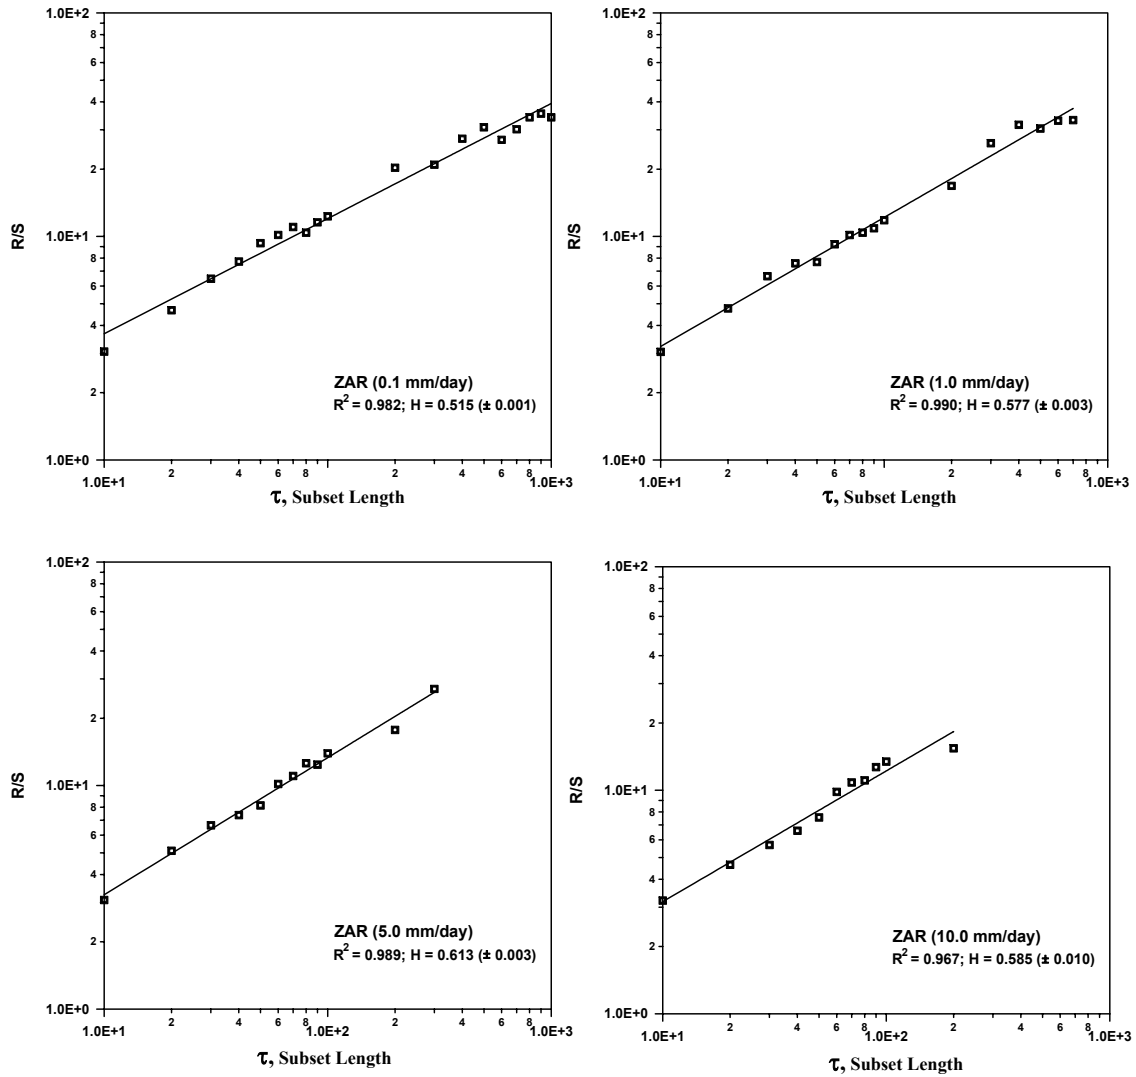 1.0E+2
8
6
4
2
1.0E+1
8
6
4
2
1.0E+0
R/S
ZAR (0.1 mm/day)
R2 = 0.982; H = 0.515 (± 0.001)
1.0E+1 2 4 6 8 2 4 6 8 1.0E+3
τ, Subset Length
1.0E+2
8
6
4
2
1.0E+1
8
6
4
2
1.0E+0
R/S
ZAR (1.0 mm/day)
R2 = 0.990; H = 0.577 (± 0.003)
1.0E+1 2 4 6 8 2 4 6 8 1.0E+3
τ, Subset Length
1.0E+2
8
6
4
2
1.0E+1
8
6
4
2
1.0E+0
R/S
ZAR (5.0 mm/day)
R2 = 0.989; H = 0.613 (± 0.003)
1.0E+1 2 4 6 8 1.0E+2 2 4 6 8 1.0E+3
τ, Subset Length
1.0E+2
8
6
4
2
1.0E+1
8
6
4
2
1.0E+0
R/S
ZAR (10.0 mm/day)
R2 = 0.967; H = 0.585 (± 0.010)
1.0E+1 2 4 6 8 1.0E+2 2 4 6 8 1.0E+3
τ, Subset Length